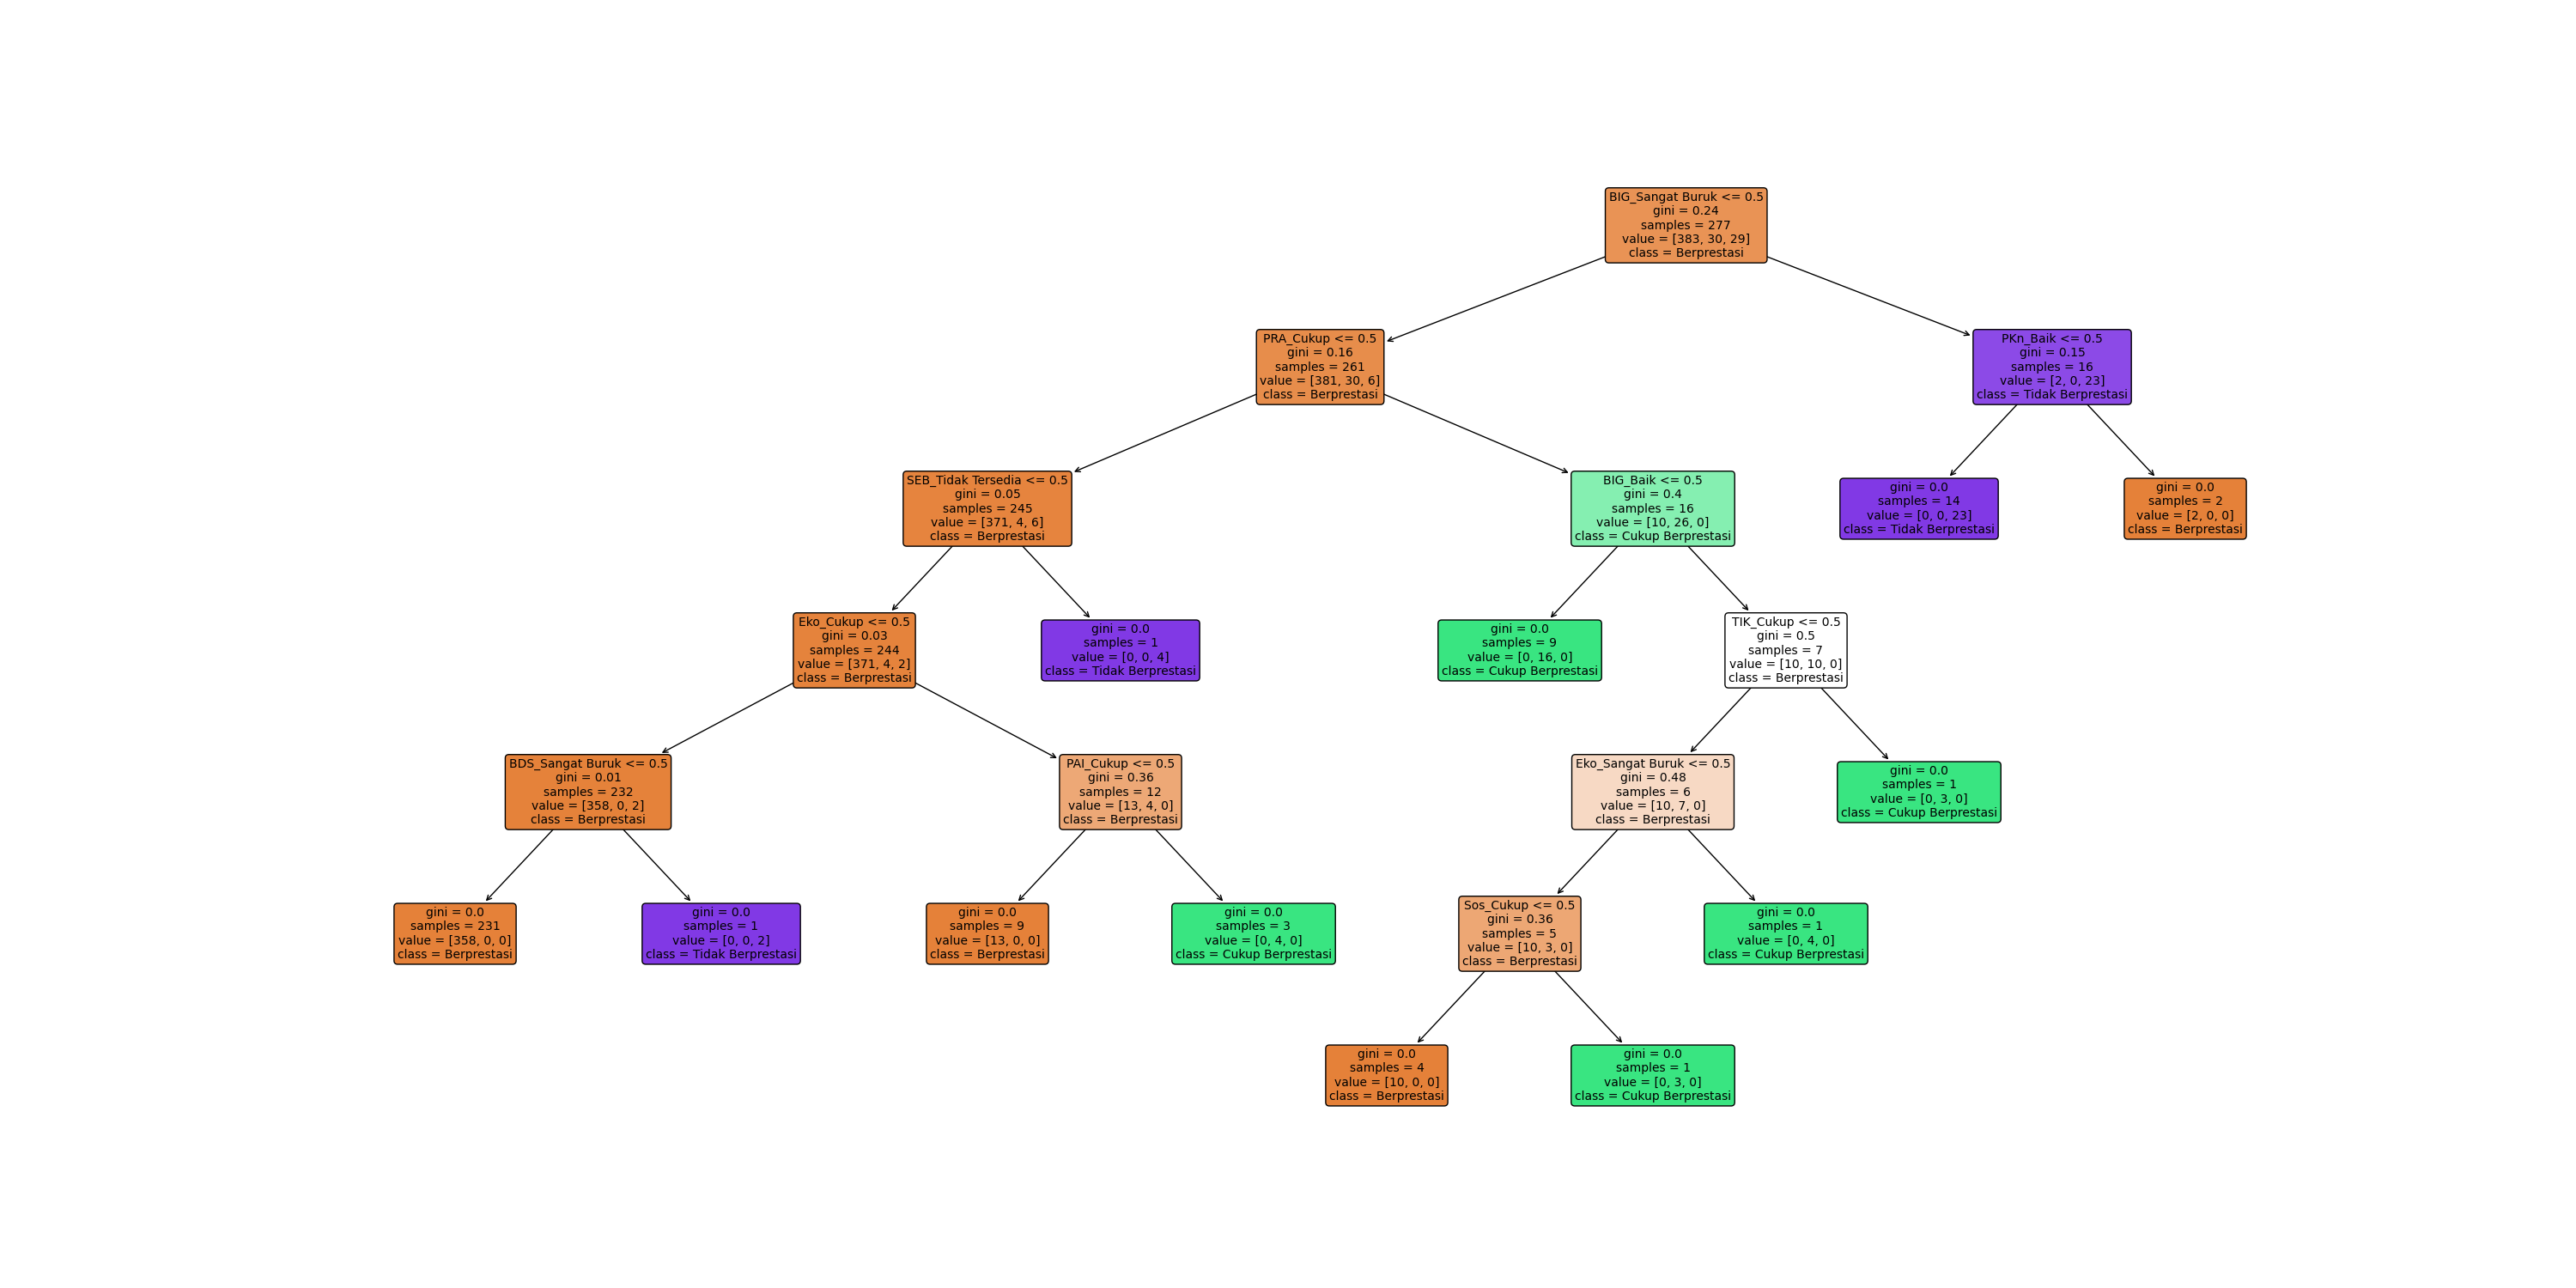 BIG_Sangat Buruk <= 0.5
gini = 0.24
samples = 277
value = [383, 30, 29]
class = Berprestasi
PRA_Cukup <= 0.5
gini = 0.16
samples = 261
value = [381, 30, 6]
class = Berprestasi
PKn_Baik <= 0.5
gini = 0.15
samples = 16
value = [2, 0, 23]
class = Tidak Berprestasi
SEB_Tidak Tersedia <= 0.5
gini = 0.05
samples = 245
value = [371, 4, 6]
class = Berprestasi
BIG_Baik <= 0.5
gini = 0.4
samples = 16
value = [10, 26, 0]
class = Cukup Berprestasi
gini = 0.0
samples = 14
value = [0, 0, 23]
class = Tidak Berprestasi
gini = 0.0
samples = 2
value = [2, 0, 0]
class = Berprestasi
Eko_Cukup <= 0.5
gini = 0.03
samples = 244
value = [371, 4, 2]
class = Berprestasi
gini = 0.0
samples = 1
value = [0, 0, 4]
class = Tidak Berprestasi
gini = 0.0
samples = 9
value = [0, 16, 0]
class = Cukup Berprestasi
TIK_Cukup <= 0.5
gini = 0.5
samples = 7
value = [10, 10, 0]
class = Berprestasi
BDS_Sangat Buruk <= 0.5
gini = 0.01
samples = 232
value = [358, 0, 2]
class = Berprestasi
PAI_Cukup <= 0.5
gini = 0.36
samples = 12
value = [13, 4, 0]
class = Berprestasi
Eko_Sangat Buruk <= 0.5
gini = 0.48
samples = 6
value = [10, 7, 0]
class = Berprestasi
gini = 0.0
samples = 1
value = [0, 3, 0]
class = Cukup Berprestasi
gini = 0.0
samples = 231
value = [358, 0, 0]
class = Berprestasi
gini = 0.0
samples = 1
value = [0, 0, 2]
class = Tidak Berprestasi
gini = 0.0
samples = 9
value = [13, 0, 0]
class = Berprestasi
gini = 0.0
samples = 3
value = [0, 4, 0]
class = Cukup Berprestasi
Sos_Cukup <= 0.5
gini = 0.36
samples = 5
value = [10, 3, 0]
class = Berprestasi
gini = 0.0
samples = 1
value = [0, 4, 0]
class = Cukup Berprestasi
gini = 0.0
samples = 4
value = [10, 0, 0]
class = Berprestasi
gini = 0.0
samples = 1
value = [0, 3, 0]
class = Cukup Berprestasi